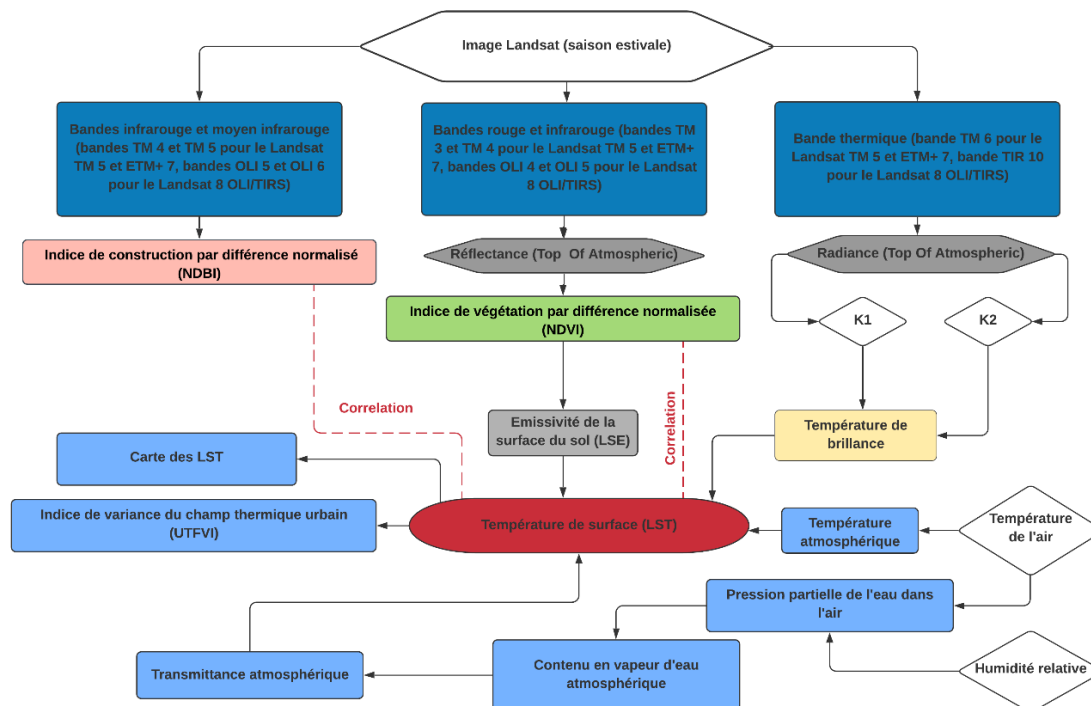 Image Landsat (saison estivale)
Bandes infrarouge et moyen infrarouge
(bandes TM 4 et TM 5 pour le Landsat
TM 5 et ETM+ 7, bandes OLI 5 et OLI 6
pour le Landsat 8 OLI/TIRS)
Bandes rouge et infrarouge (bandes TM
3 et TM 4 pour le Landsat TM 5 et ETM+
7, bandes OLI 4 et OLI 5 pour le Landsat
8 OLI/TIRS)
Bande thermique (bande TM 6 pour le
Landsat TM 5 et ETM+ 7, bande TIR 10
pour le Landsat 8 OLI/TIRS)
Indice de construction par différence normalisé
(NDBI)
Réflectance (Top Of Atmospheric)
Radiance (Top Of Atmospheric)
Indice de végétation par différence normalisée
(NDVI)
K1
K2
Correlation
Correlation
Emissivité de la
surface du sol (LSE)
Température de
brillance
Carte des LST
Indice de variance du champ thermique urbain
(UTFVI)
Température de surface (LST)
Température
atmosphérique
Température
de l'air
Pression partielle de l'eau dans
l'air
Transmittance atmosphérique
Contenu en vapeur d'eau
atmosphérique
Humidité relative